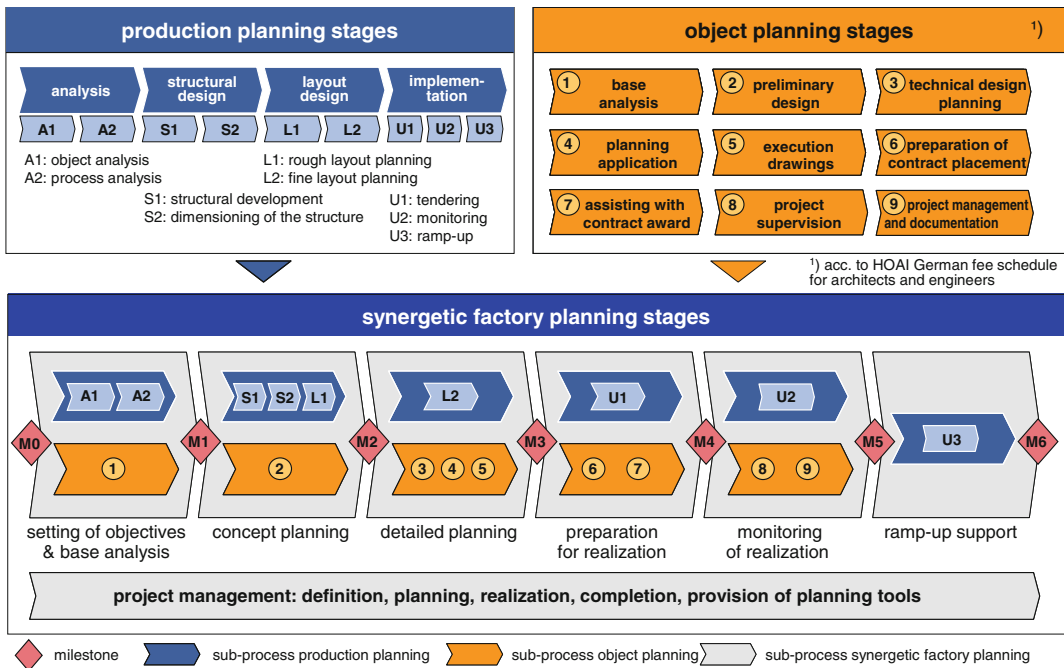 production planning stages
analysis
structural
design
layout
design
implemen-
tation
A1 A2 S1 S2 L1 L2 U1 U2 U3
A1: object analysis
A2: process analysis
L1: rough layout planning
L2: fine layout planning
S1: structural development
S2: dimensioning of the structure
U1: tendering
U2: monitoring
U3: ramp-up
object planning stages 1)
1 base
analysis
2 preliminary
design
3 technical design
planning
4 planning
application
5 execution
drawings
6 preparation of
contract placement
7 assisting with
contract award
8 project
supervision
9 project management
and documentation
1) acc. to HOAI German fee schedule
for architects and engineers
synergetic factory planning stages
A1 A2 S1 S2 L1 L2 U1 U2
M0 M1 M2 M3 M4 M5 U3 M6
1 2 3 4 5 6 7 8 9
setting of objectives
& base analysis
concept planning
detailed planning
preparation
for realization
monitoring
of realization
ramp-up support
project management: definition, planning, realization, completion, provision of planning tools
milestone
sub-process production planning
sub-process object planning
sub-process synergetic factory planning